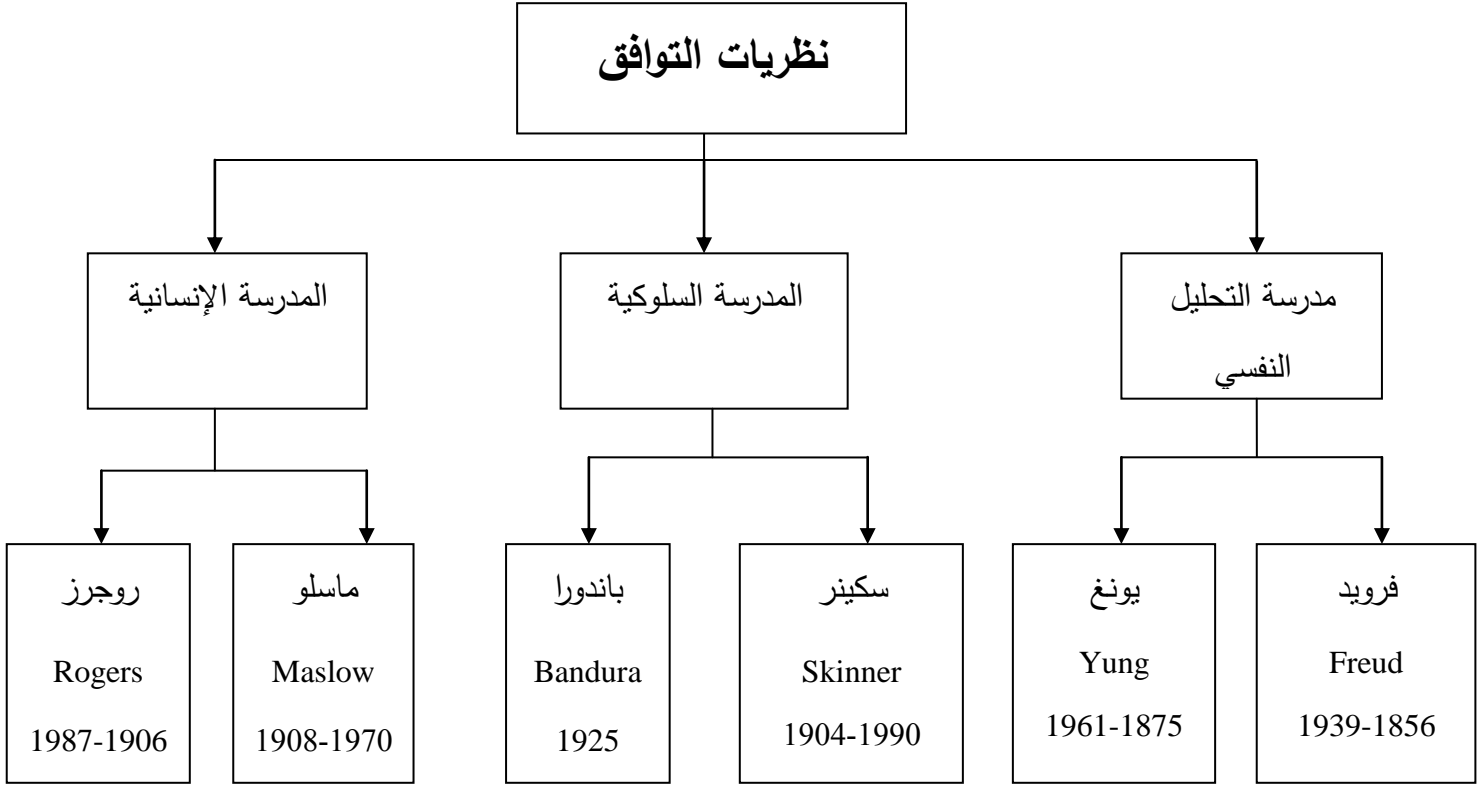 نظريات التوافق
مدرسة التحليل
النفسي
المدرسة السلوكية
المدرسة الإنسانية
فرويد
Freud
1939-1856
يونغ
Yung
1961-1875
سكينر
Skinner
1904-1990
باندورا
Bandura
1925
ماسلو
Maslow
1908-1970
روجرز
Rogers
1987-1906